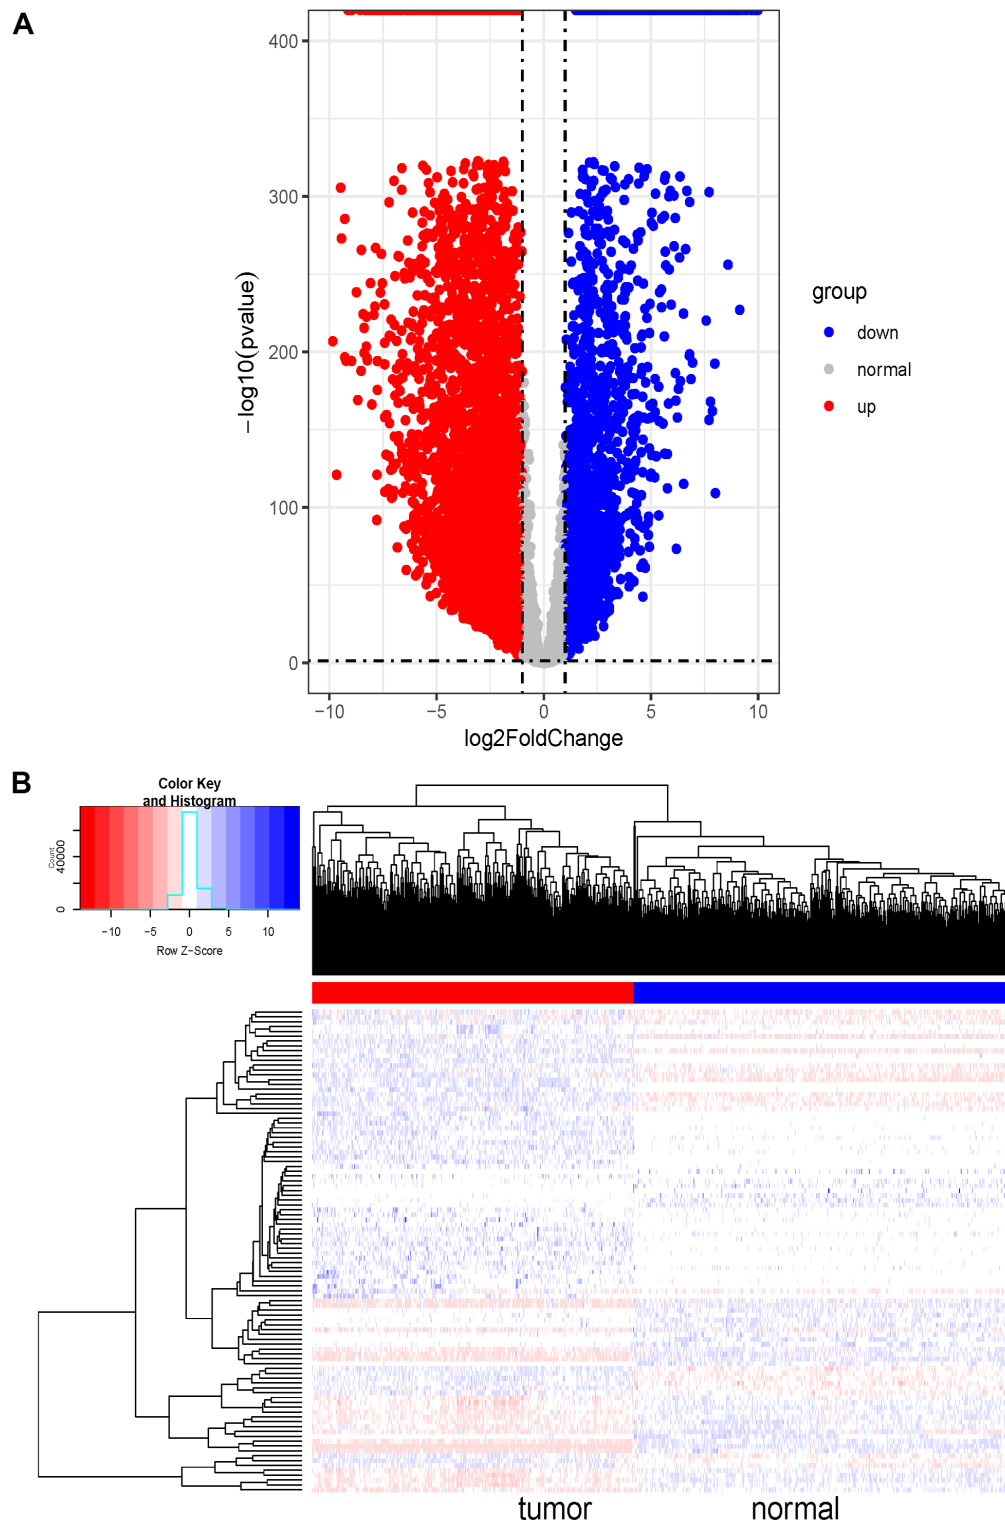 A
400
300
200
100
0
−log10(pvalue)
−10 −5 0 5 10
log2FoldChange
group
down
normal
up
B
Color Key
and Histogram
Count
0 40000
−10 −5 0 5 10
Row Z−Score
tumor normal